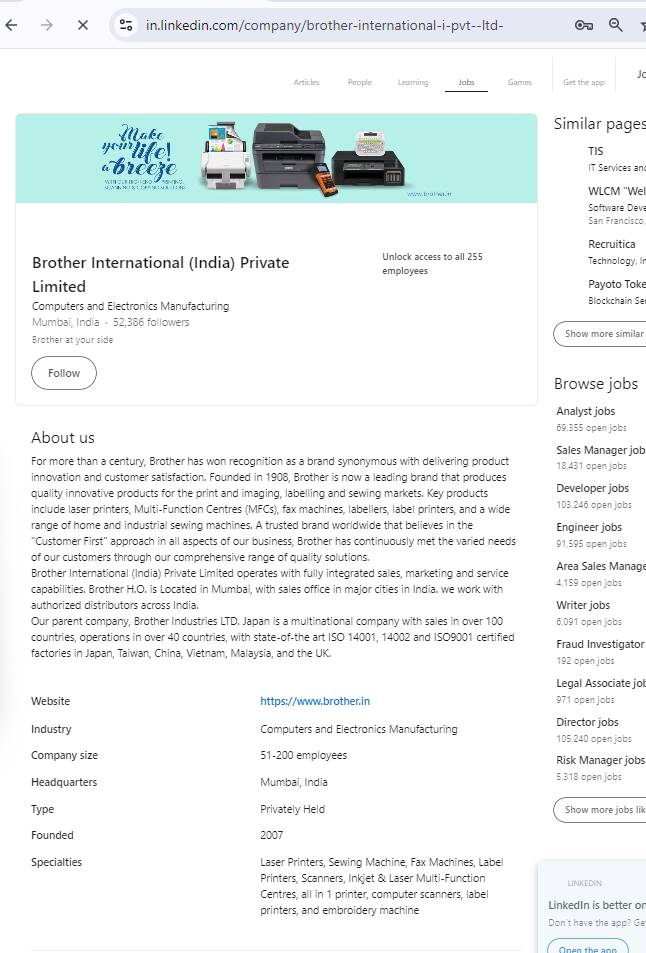 in.linkedin.com/company/brother-international-i-pvt--ltd-
Articles People Learning Jobs Games Get the app
Make
your life!
a breeze
www.brother.in
Brother International (India) Private
Limited
Computers and Electronics Manufacturing
Mumbai, India · 52,386 followers
Brother at your side
Unlock access to all 255
employees
Follow
About us
For more than a century, Brother has won recognition as a brand synonymous with delivering product
innovation and customer satisfaction. Founded in 1908, Brother is now a leading brand that produces
quality innovative products for the print and imaging, labelling and sewing markets. Key products
include laser printers, Multi-Function Centres (MFCs), fax machines, labellers, label printers, and a wide
range of home and industrial sewing machines. A trusted brand worldwide that believes in the
"Customer First" approach in all aspects of our business, Brother has continuously met the varied needs
of our customers through our comprehensive range of quality solutions.
Brother International (India) Private Limited operates with fully integrated sales, marketing and service
capabilities. Brother H.O. is Located in Mumbai, with sales office in major cities in India. we work with
authorized distributors across India.
Our parent company, Brother Industries LTD. Japan is a multinational company with sales in over 100
countries, operations in over 40 countries, with state-of-the art ISO 14001, 14002 and ISO9001 certified
factories in Japan, Taiwan, China, Vietnam, Malaysia, and the UK.
Website https://www.brother.in
Industry Computers and Electronics Manufacturing
Company size 51-200 employees
Headquarters Mumbai, India
Type Privately Held
Founded 2007
Specialties Laser Printers, Sewing Machine, Fax Machines, Label
Printers, Scanners, Inkjet & Laser Multi-Function
Centres, all in 1 printer, computer scanners, label
printers, and embroidery machine
Similar pages
TIS
IT Services and
WLCM "Wel
Software Deve
San Francisco,
Recruitica
Technology, In
Payoto Toke
Blockchain Se
Show more similar
Browse jobs
Analyst jobs
69,355 open jobs
Sales Manager job
18,431 open jobs
Developer jobs
103,246 open jobs
Engineer jobs
91,595 open jobs
Area Sales Manage
4,159 open jobs
Writer jobs
6,091 open jobs
Fraud Investigator
192 open jobs
Legal Associate job
971 open jobs
Director jobs
105,240 open jobs
Risk Manager jobs
5,318 open jobs
Show more jobs lik
LINKEDIN
LinkedIn is better on
Don't have the app? Ge
Open the app